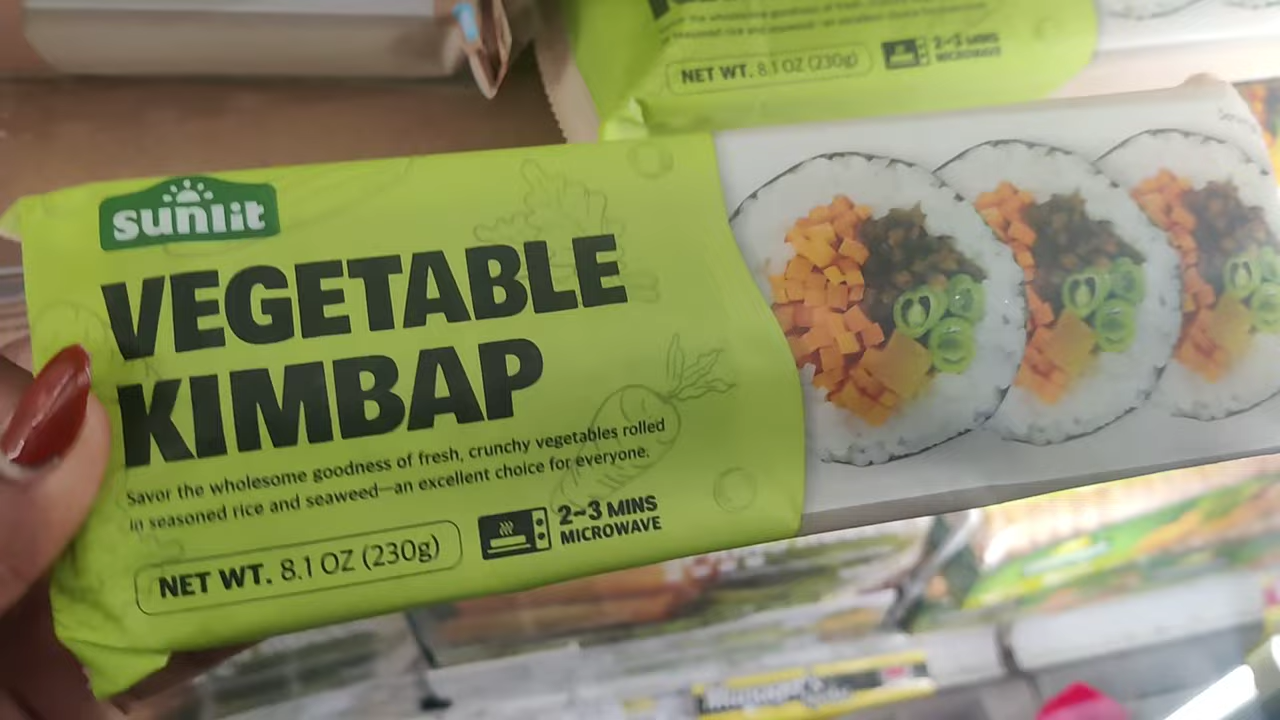 NET WT. 8.1 OZ (230g)
2~3 MINS
MICROWAVE
sunlit
VEGETABLE
KIMBAP
Savor the wholesome goodness of fresh, crunchy vegetables rolled
in seasoned rice and seaweed—an excellent choice for everyone.
NET WT. 8.1 OZ (230g)
2~3 MINS
MICROWAVE